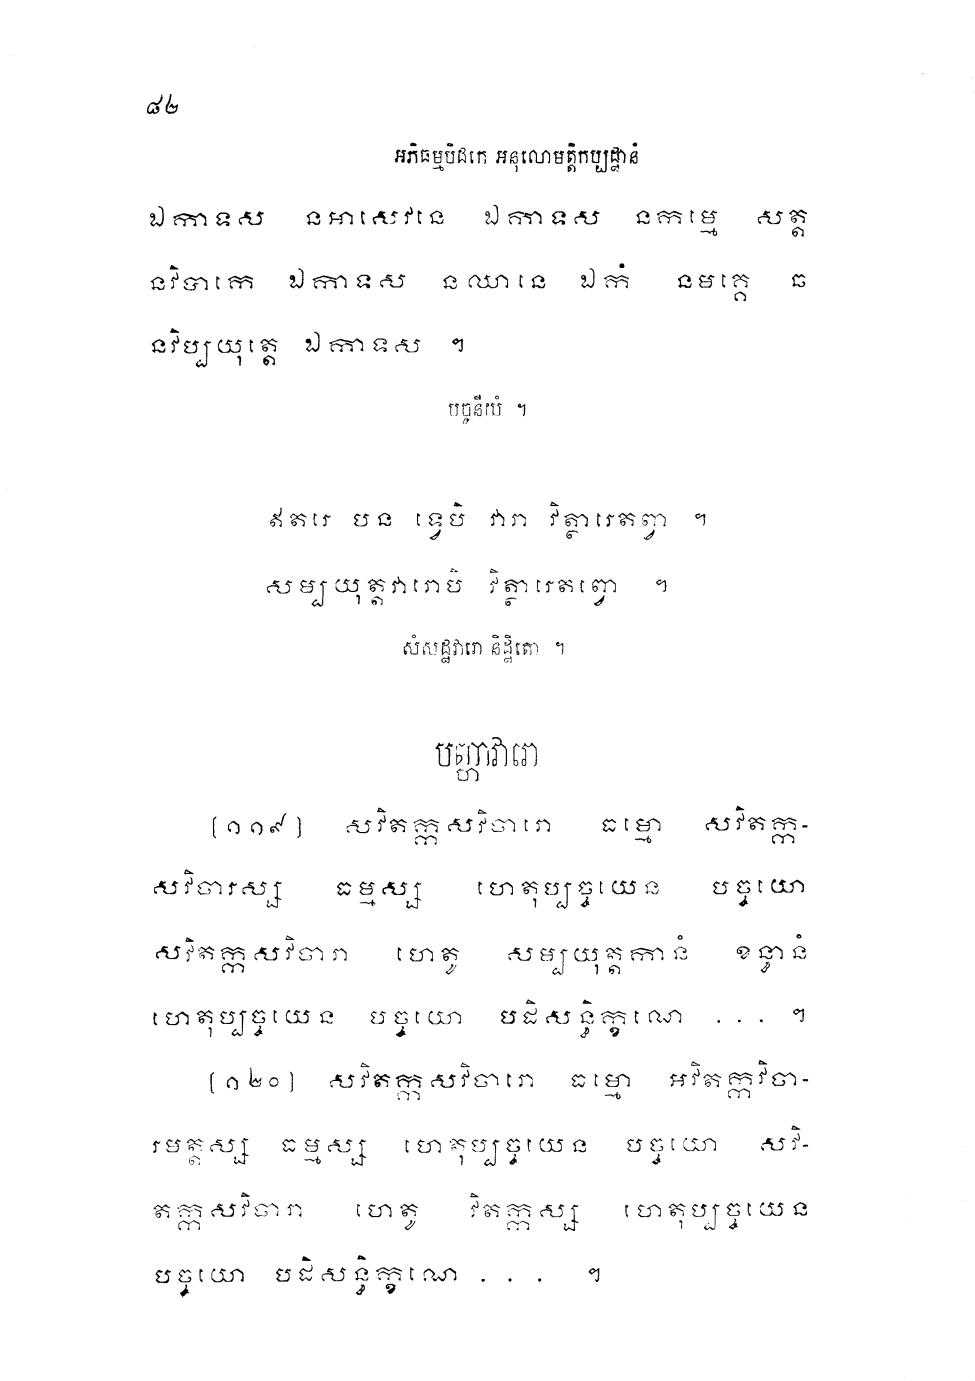 ៨២
អភិធម្មបិដកេ អនុលោមត្តិកប្បដ្ឋានំ
ឯកាទស នអាសេវនេ ឯកាទស នកម្មេ សត្ត
នវិបាកេ ឯកាទស នឈានេ ឯកំ នមគ្គេ ឆ
នវិប្បយុត្តេ ឯកាទស ។
បច្ចនីយំ ។
ឥតរេ បន ទ្វេបិ វារា វិត្ថារេតព្វា ។
សម្បយុត្តវារោបិ វិត្ថារេតព្វោ ។
សំសដ្ឋវារោ និដ្ឋិតោ ។
បញ្ហាវារោ
[១១៩] សវិតក្កសវិចារោ ធម្មោ សវិតក្ក-
សវិចារស្ស ធម្មស្ស ហេតុប្បច្ចយេន បច្ចយោ
សវិតក្កសវិចារា ហេតូ សម្បយុត្តកានំ ខន្ធានំ
ហេតុប្បច្ចយេន បច្ចយោ បដិសន្ធិក្ខណេ ... ។
[១២០] សវិតក្កសវិចារោ ធម្មោ អវិតក្កវិចា-
រមត្តស្ស ធម្មស្ស ហេតុប្បច្ចយេន បច្ចយោ សវិ-
តក្កសវិចារា ហេតូ វិតក្កស្ស ហេតុប្បច្ចយេន
បច្ចយោ បដិសន្ធិក្ខណេ ... ។